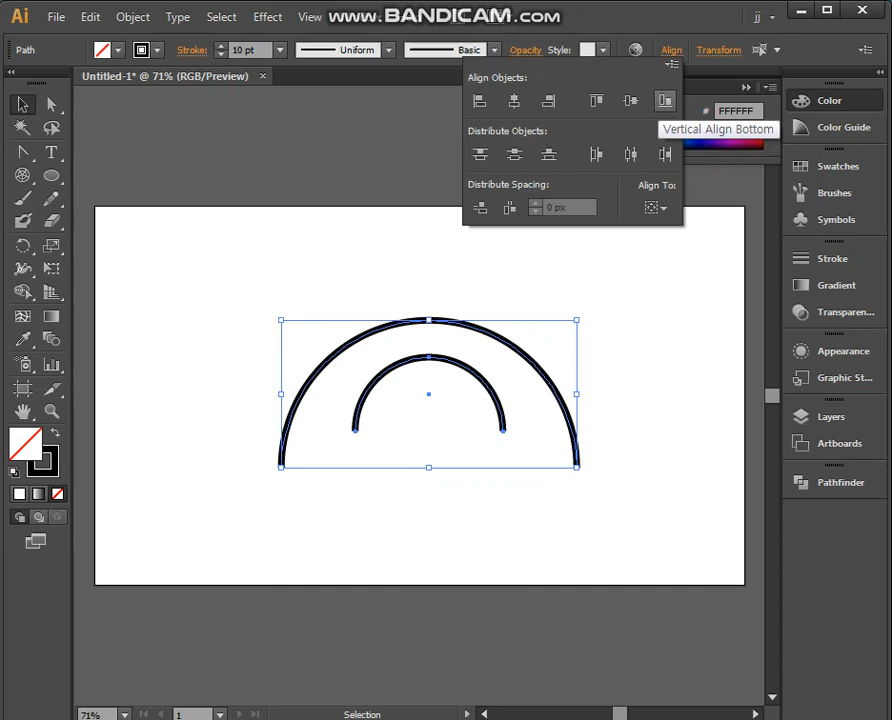 Ai File Edit Object Type Select Effect View www.BANDICAM.com jj
Path Stroke: 10 pt Uniform Basic Opacity Style: Align Transform
Untitled-1* @ 71% (RGB/Preview)
Align Objects:
Vertical Align Bottom
Distribute Objects:
Distribute Spacing: Align To:
0 px
# FFFFFF
Color
Color Guide
Swatches
Brushes
Symbols
Stroke
Gradient
Transparen...
Appearance
Graphic St...
Layers
Artboards
Pathfinder
71% 1 Selection